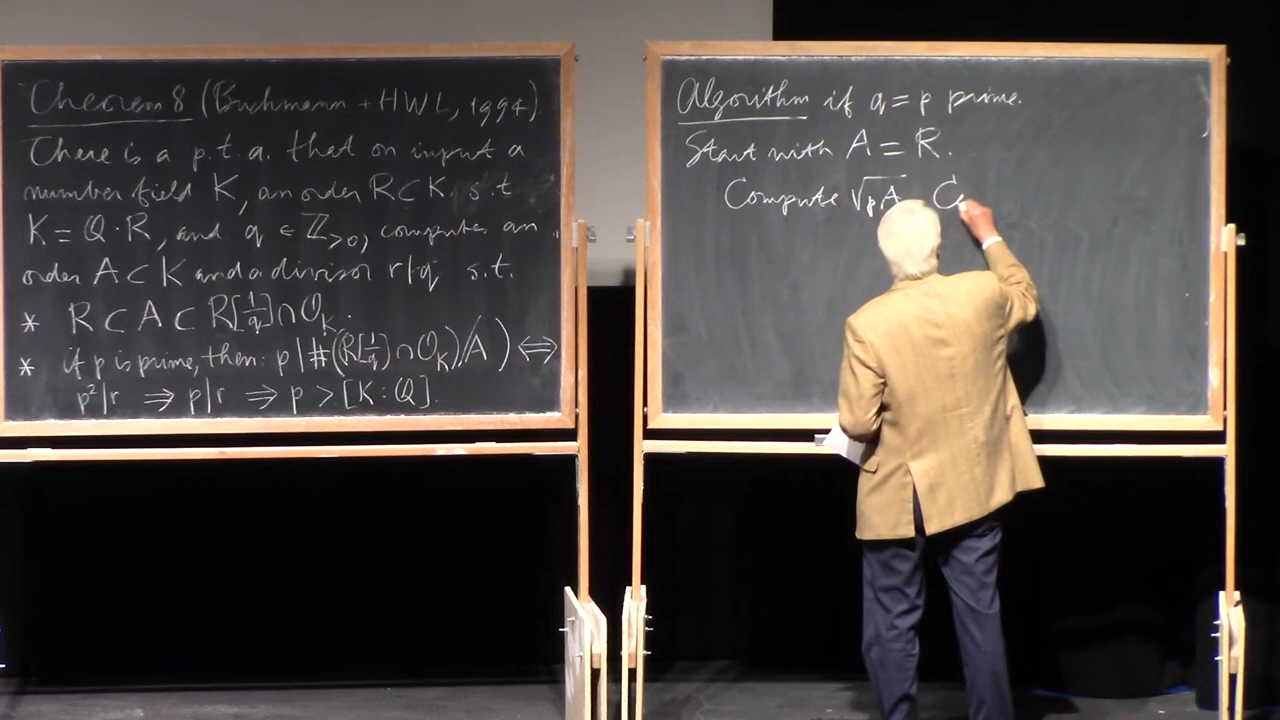 Theorem 8 (Buchmann + HWL, 1994).
There is a p.t.a. that on input a
number field K, an order R ⊂ K s.t.
K = Q · R, and q ∈ ℤ>0, computes an
order A ⊂ K and a divisor r|q s.t.
* R ⊂ A ⊂ R[1/q] ∩ O_K.
* if p is prime, then: p | #(R[1/q] ∩ O_K)/A) ⟺
p²|r ⟹ p|r ⟹ p > [K : Q].
Algorithm if q = p prime.
Start with A = R.
Compute √pA Co